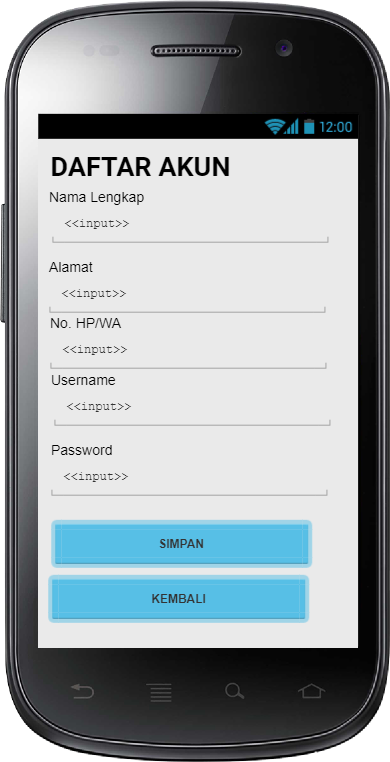 12:00
DAFTAR AKUN
Nama Lengkap
<<input>>
Alamat
<<input>>
No. HP/WA
<<input>>
Username
<<input>>
Password
<<input>>
SIMPAN
KEMBALI